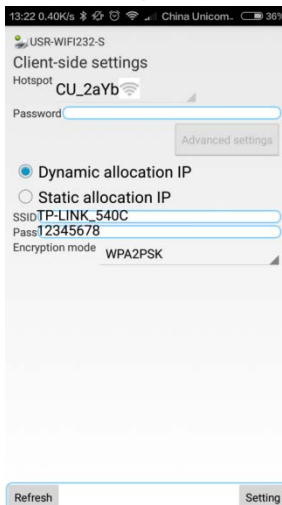 13:22 0.40K/s China Unicom.. 36%
USR-WIFI232-S
Client-side settings
Hotspot CU_2aYb
Password
Advanced settings
Dynamic allocation IP
Static allocation IP
SSID TP-LINK_540C
Pass 12345678
Encryption mode WPA2PSK
Refresh Setting